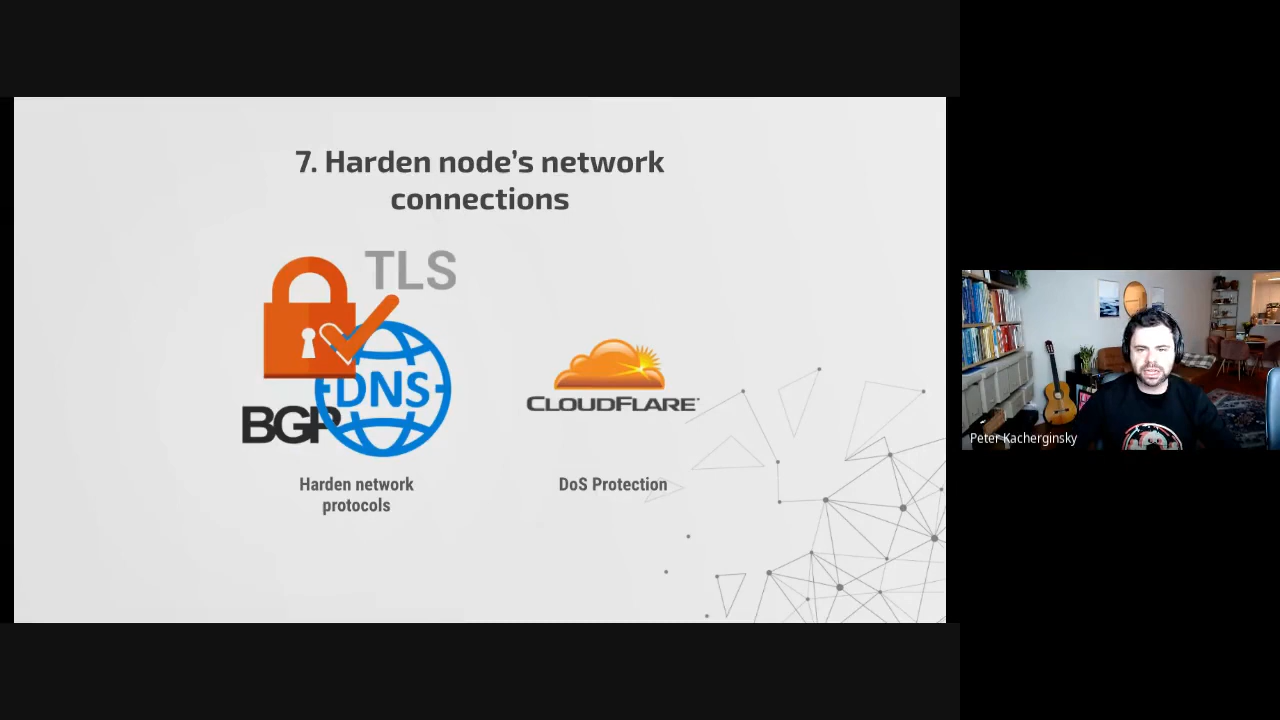 7. Harden node's network
connections
TLS
DNS
BGP
CLOUDFLARE
Harden network
protocols
DoS Protection
Peter Kacherginsky